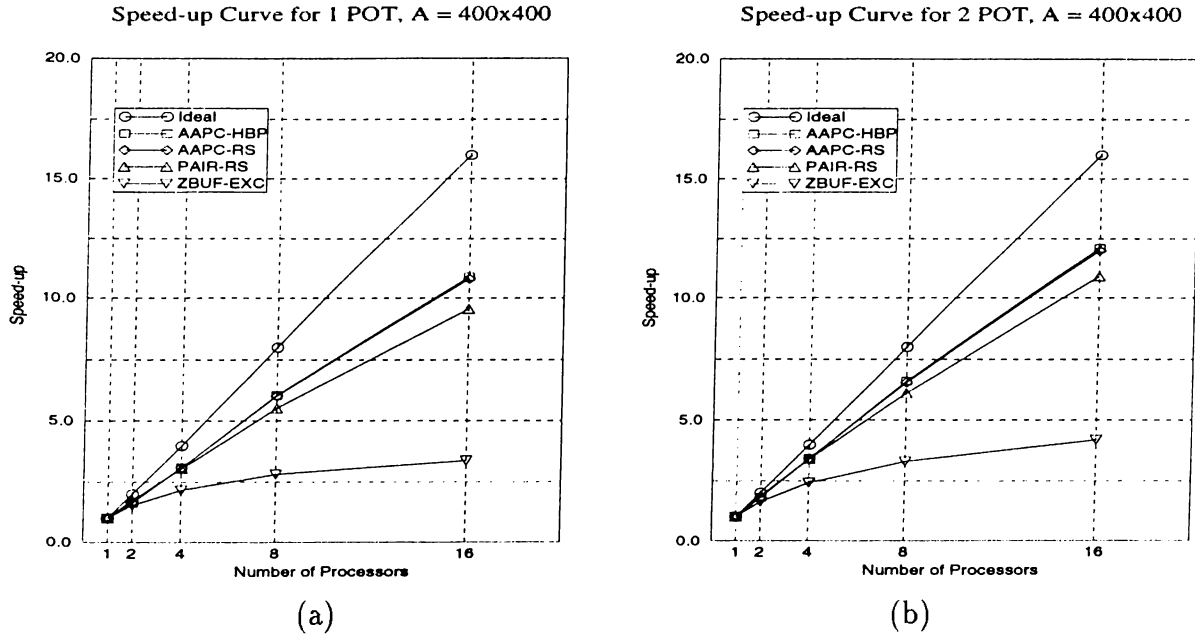 Speed-up Curve for 1 POT, A = 400x400
20.0
15.0
10.0
5.0
0.0
Speed-up
Ideal
AAPC-HBP
AAPC-RS
PAIR-RS
ZBUF-EXC
1 2 4 8 16
Number of Processors
(a)
Speed-up Curve for 2 POT, A = 400x400
20.0
15.0
10.0
5.0
0.0
Speed-up
Ideal
AAPC-HBP
AAPC-RS
PAIR-RS
ZBUF-EXC
1 2 4 8 16
Number of Processors
(b)